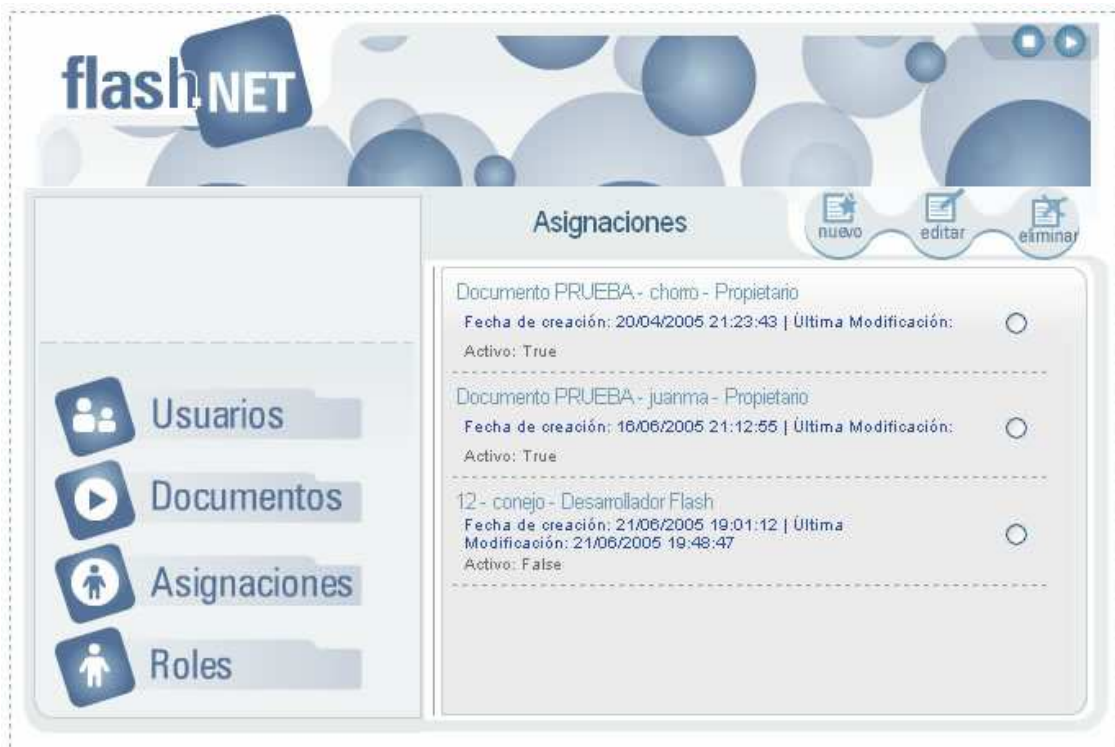 flash.NET
Asignaciones
nuevo
editar
eliminar
Documento PRUEBA - chorro - Propietario
Fecha de creación: 20/04/2005 21:23:43 | Última Modificación:
Activo: True
Documento PRUEBA - juanma - Propietario
Fecha de creación: 16/06/2005 21:12:55 | Última Modificación:
Activo: True
12 - conejo - Desarrollador Flash
Fecha de creación: 21/06/2005 19:01:12 | Última
Modificación: 21/06/2005 19:48:47
Activo: False
Usuarios
Documentos
Asignaciones
Roles